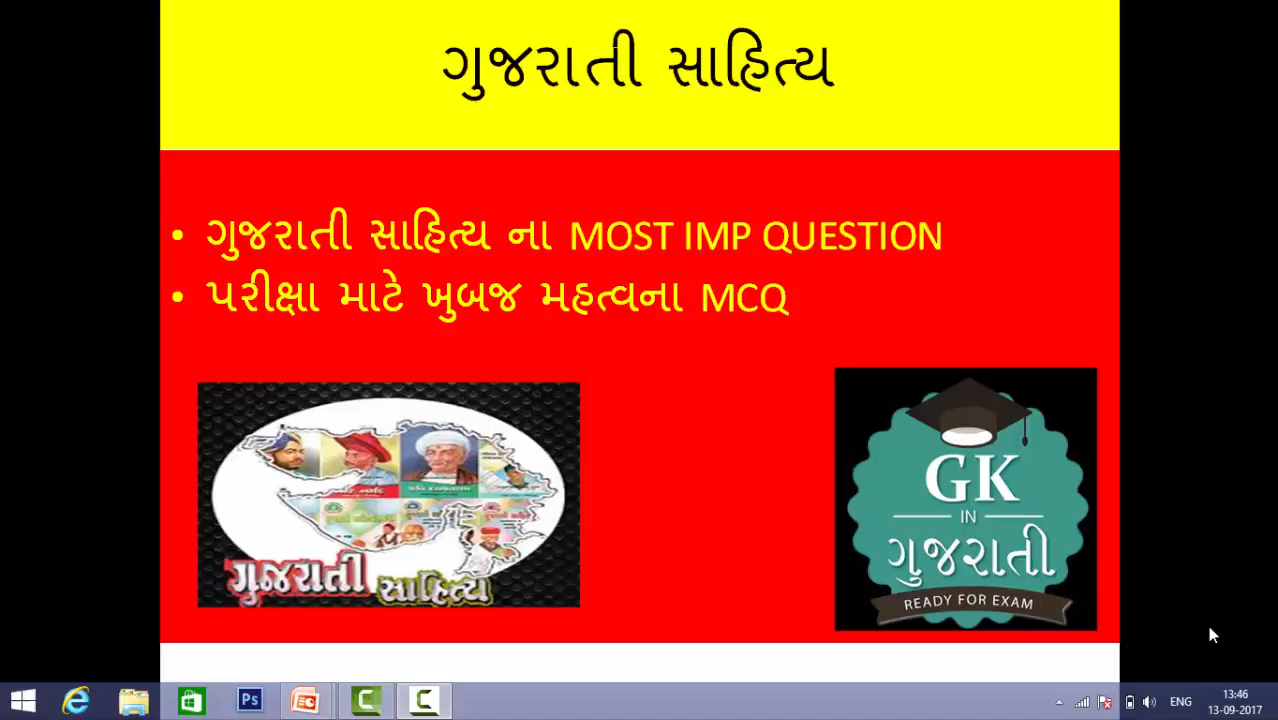 ગુજરાતી સાહિત્ય
• ગુજરાતી સાહિત્ય ના MOST IMP QUESTION
• પરીક્ષા માટે ખુબજ મહત્વના MCQ
ગુજરાતી સાહિત્ય
GK
IN
ગુજરાતી
READY FOR EXAM
Ps
ENG
13:46
13-09-2017